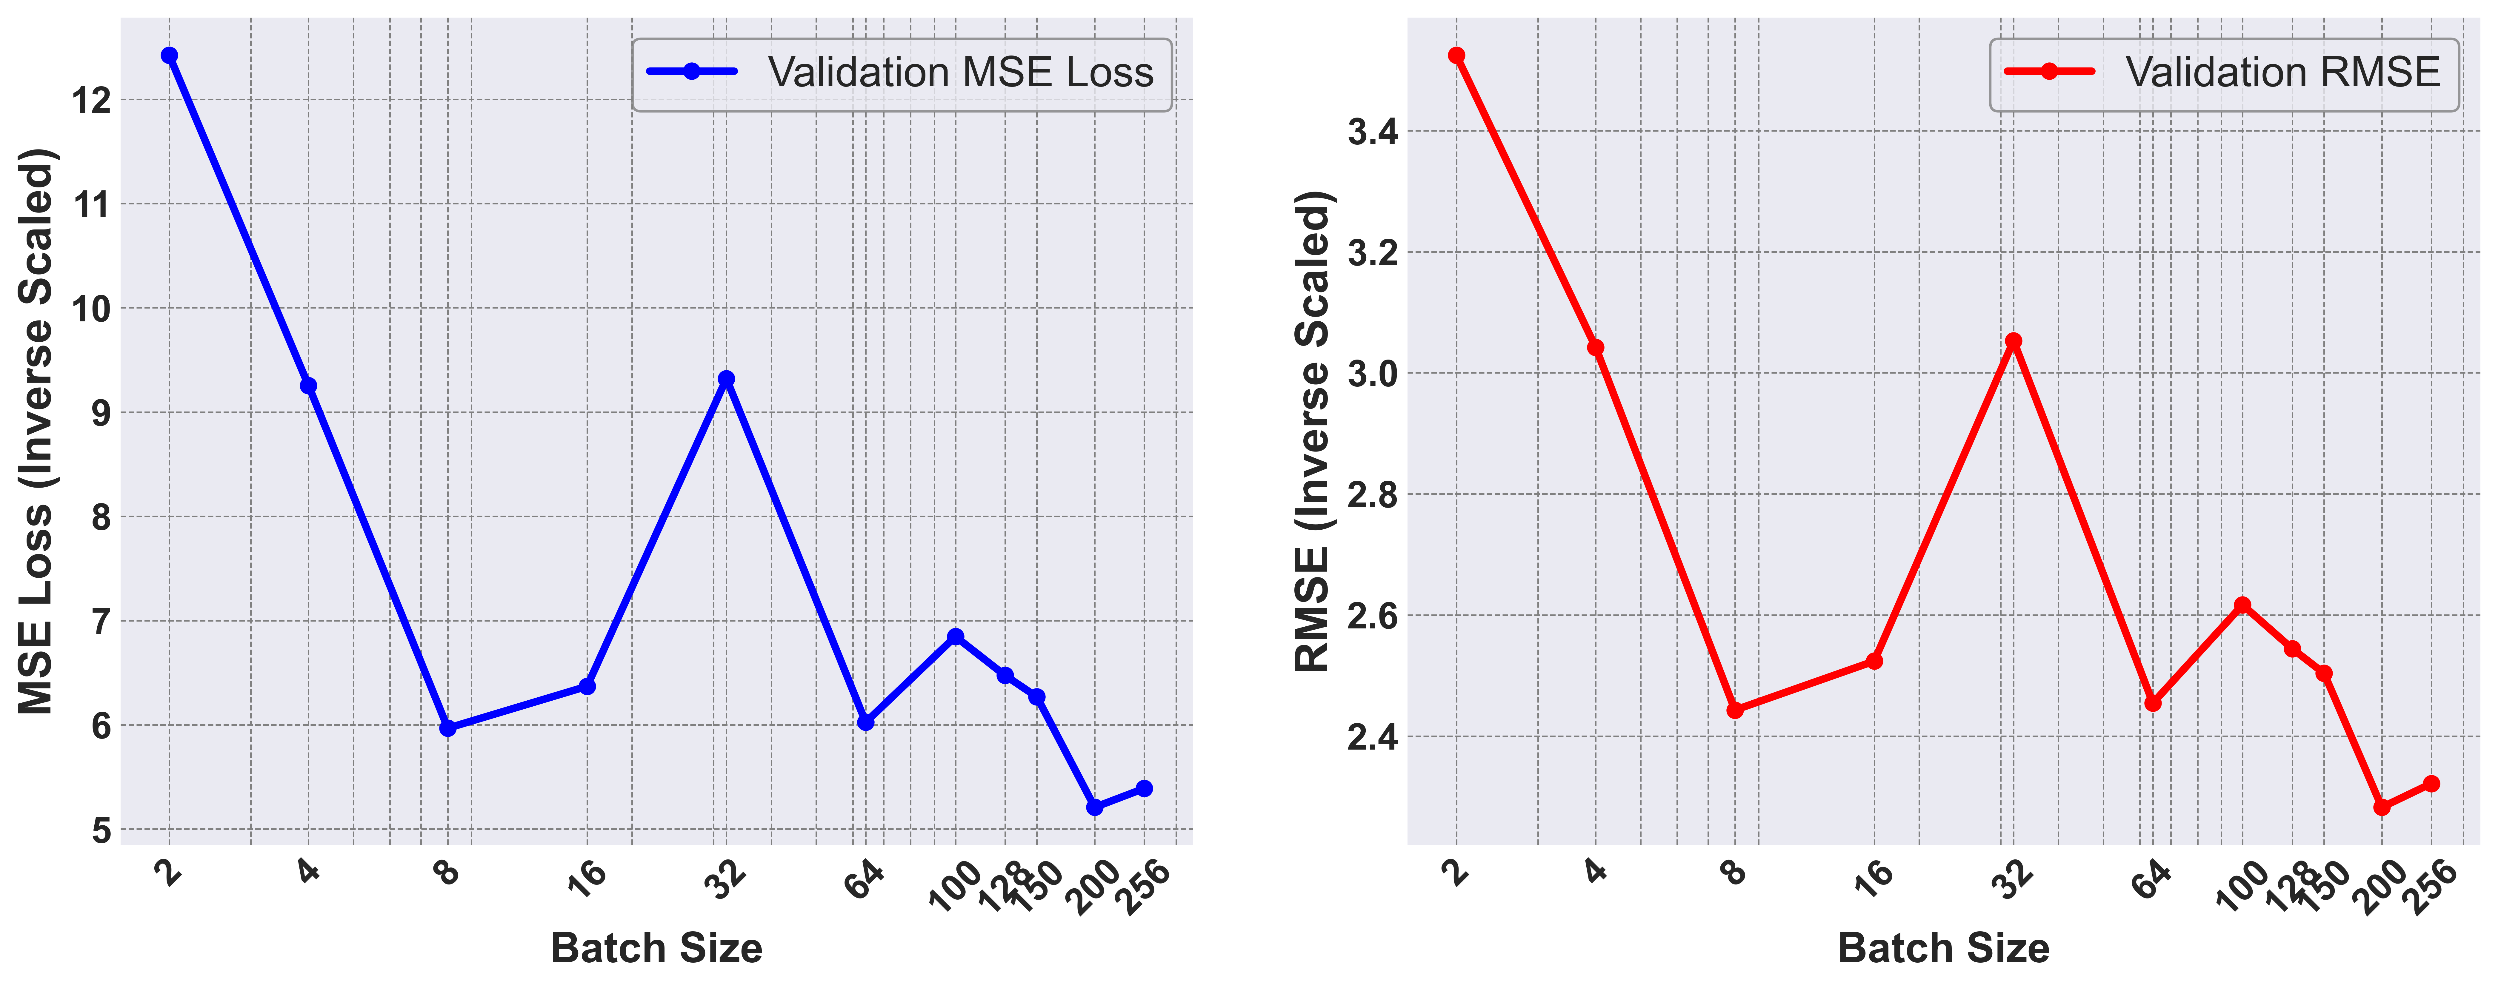 Validation MSE Loss
MSE Loss (Inverse Scaled)
12
11
10
9
8
7
6
5
2 4 8 16 32 64 100 128 150 200 256
Batch Size
Validation RMSE
RMSE (Inverse Scaled)
3.4
3.2
3.0
2.8
2.6
2.4
2 4 8 16 32 64 100 128 150 200 256
Batch Size